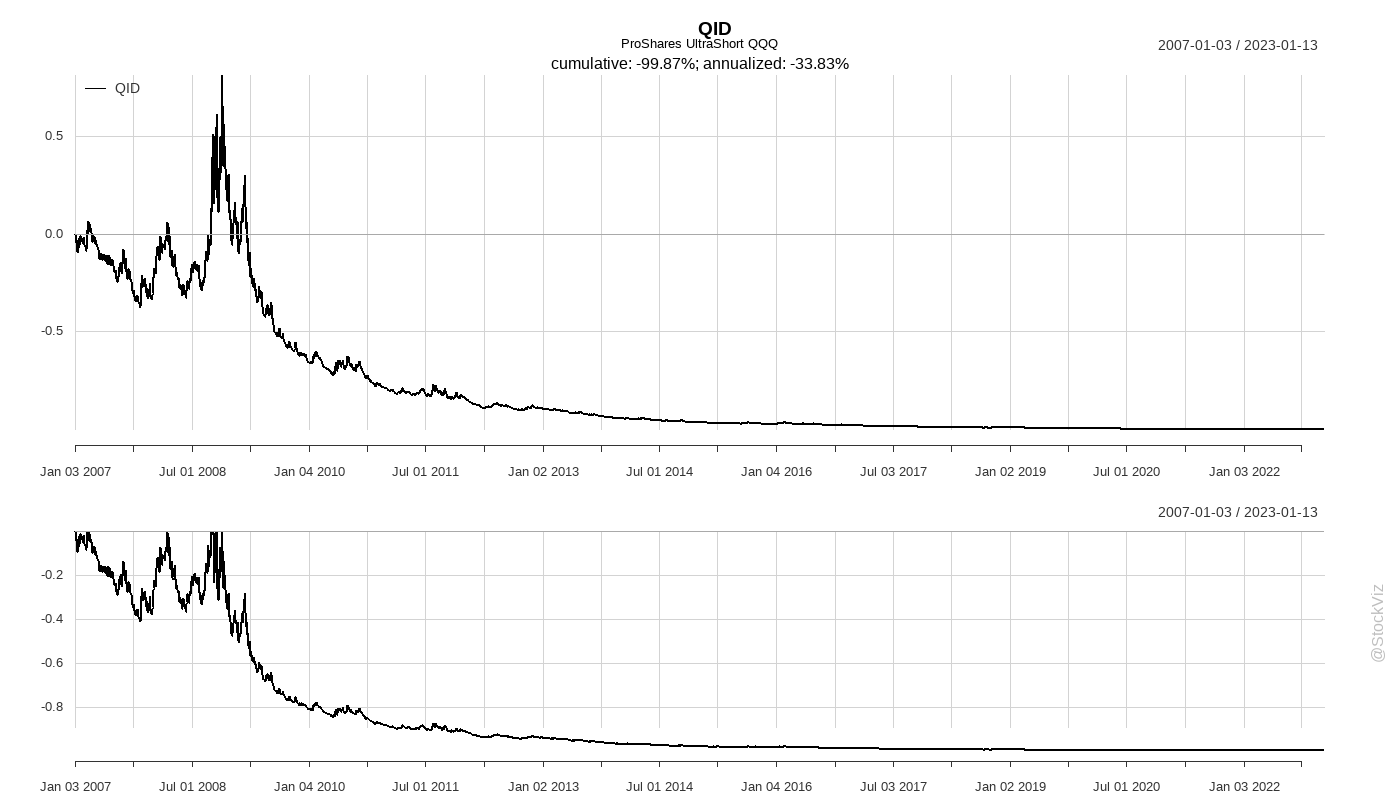 QID
ProShares UltraShort QQQ
2007-01-03 / 2023-01-13
cumulative: -99.87%; annualized: -33.83%
QID
0.5
0.0
-0.5
Jan 03 2007 Jul 01 2008 Jan 04 2010 Jul 01 2011 Jan 02 2013 Jul 01 2014 Jan 04 2016 Jul 03 2017 Jan 02 2019 Jul 01 2020 Jan 03 2022
2007-01-03 / 2023-01-13
-0.2
-0.4
-0.6
-0.8
Jan 03 2007 Jul 01 2008 Jan 04 2010 Jul 01 2011 Jan 02 2013 Jul 01 2014 Jan 04 2016 Jul 03 2017 Jan 02 2019 Jul 01 2020 Jan 03 2022
@StockViz